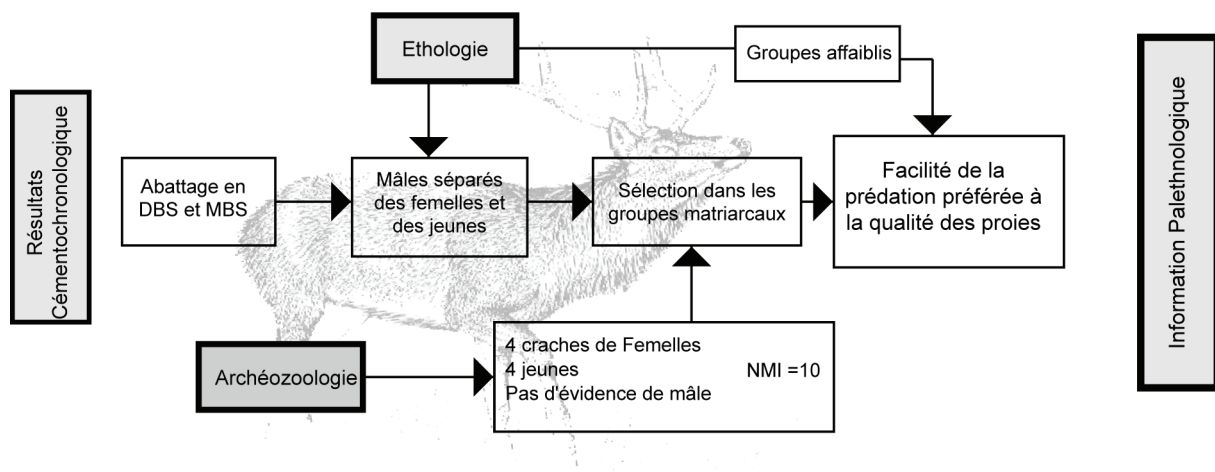 Résultats
Cémentochronologique
Ethologie
Groupes affaiblis
Abattage en
DBS et MBS
Mâles séparés
des femelles et
des jeunes
Sélection dans les
groupes matriarcaux
Facilité de la
prédation préférée à
la qualité des proies
Archéozoologie
4 craches de Femelles
4 jeunes NMI =10
Pas d'évidence de mâle
Information Palethnologique